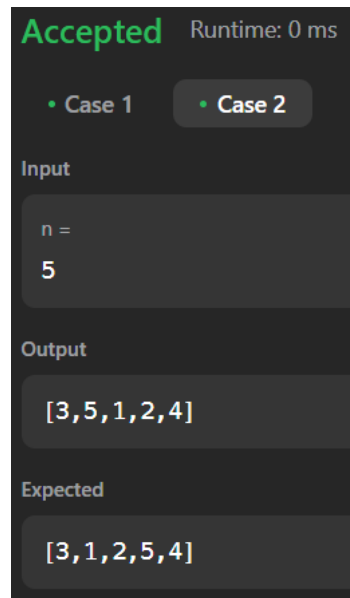 Accepted Runtime: 0 ms
• Case 1 • Case 2
Input
n =
5
Output
[3,5,1,2,4]
Expected
[3,1,2,5,4]